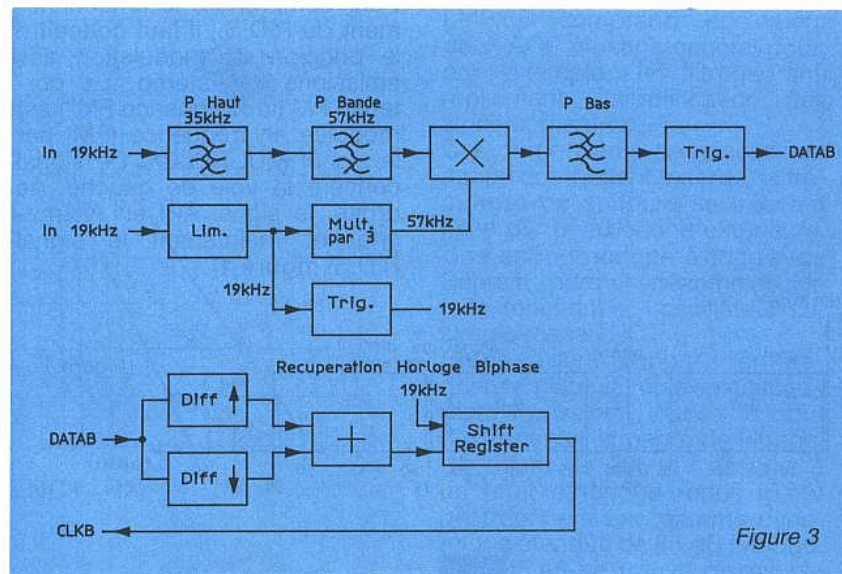 P Haut
35kHz
P Bande
57kHz
P Bas
In 19kHz
Trig.
DATAB
In 19kHz
Lim.
Mult.
par 3
57kHz
19kHz
Trig.
19kHz
Recuperation Horloge Biphase
19kHz
Diff
DATAB
+
Shift
Register
Diff
CLKB
Figure 3